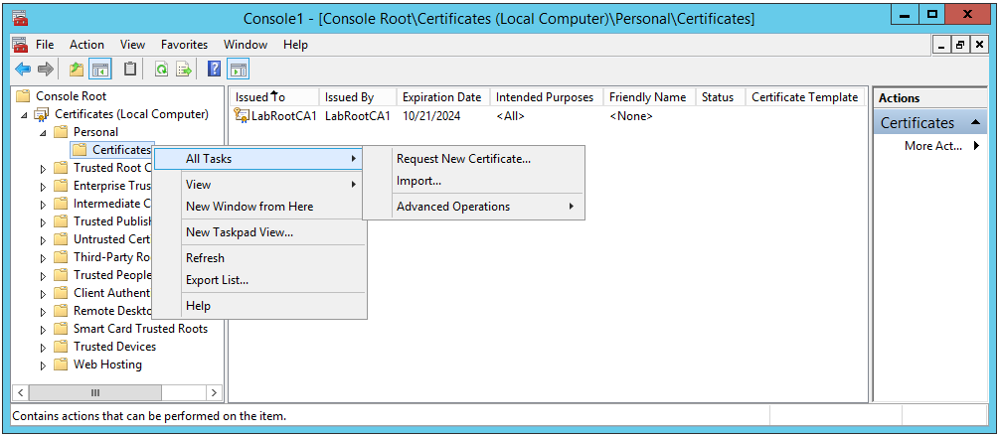 Console1 - [Console Root\Certificates (Local Computer)\Personal\Certificates]
File Action View Favorites Window Help
Console Root
Certificates (Local Computer)
Personal
Certificates
Trusted Root C
Enterprise Trus
Intermediate C
Trusted Publish
Untrusted Cert
Third-Party Ro
Trusted People
Client Authent
Remote Deskto
Smart Card Trusted Roots
Trusted Devices
Web Hosting
All Tasks
View
New Window from Here
New Taskpad View...
Refresh
Export List...
Help
Request New Certificate...
Import...
Advanced Operations
Issued To Issued By Expiration Date Intended Purposes Friendly Name Status Certificate Template
LabRootCA1 LabRootCA1 10/21/2024 <All> <None>
Actions
Certificates
More Act...
Contains actions that can be performed on the item.